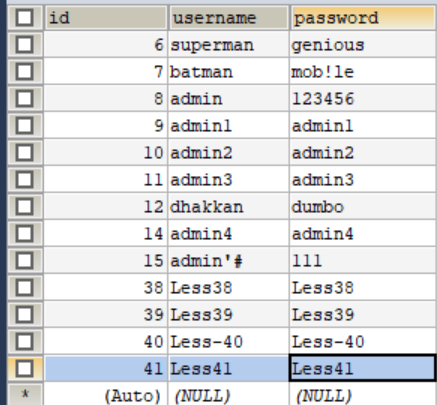 id username password
6 superman genious
7 batman mob!le
8 admin 123456
9 admin1 admin1
10 admin2 admin2
11 admin3 admin3
12 dhakkan dumbo
14 admin4 admin4
15 admin'# 111
38 Less38 Less38
39 Less39 Less39
40 Less-40 Less-40
41 Less41 Less41
* (Auto) (NULL) (NULL)